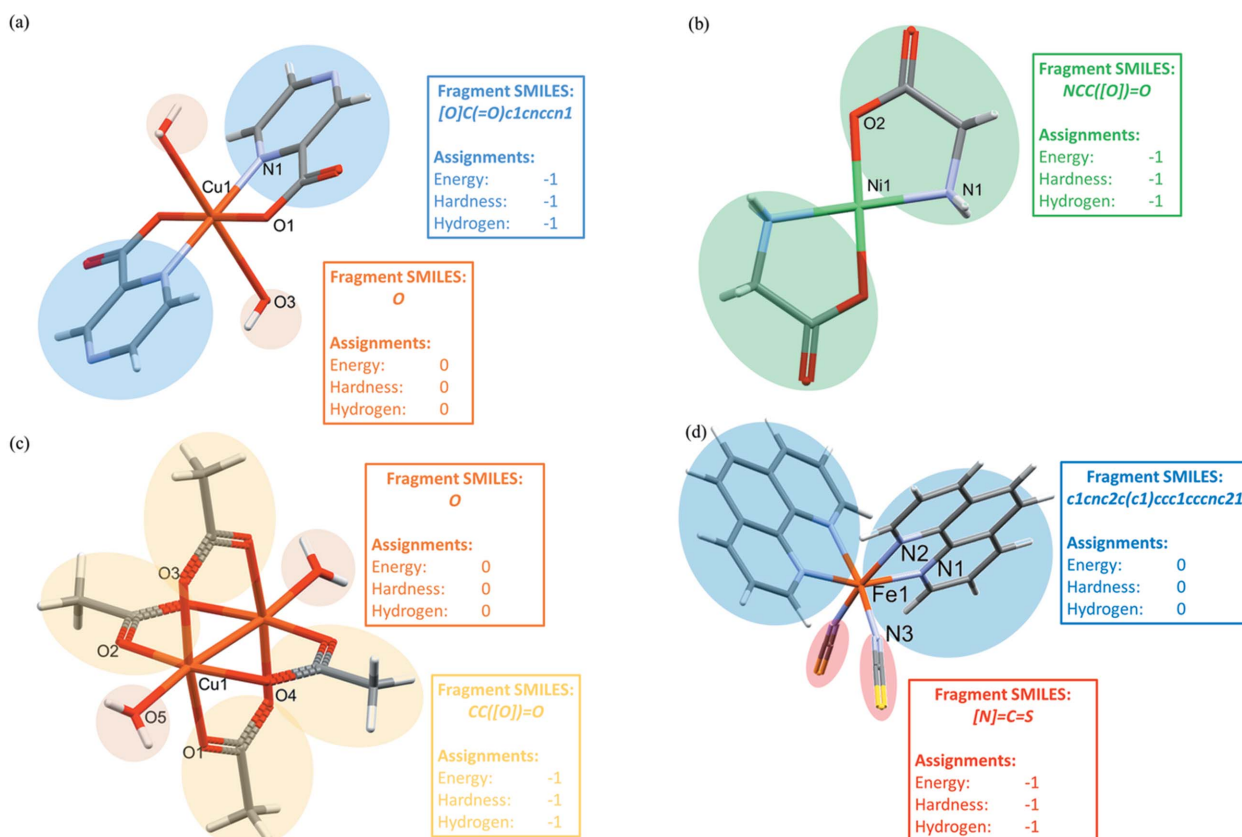 (a)
Cu1
N1
O1
O3
Fragment SMILES:
[O]C(=O)c1cnccn1
Assignments:
Energy: -1
Hardness: -1
Hydrogen: -1
Fragment SMILES:
O
Assignments:
Energy: 0
Hardness: 0
Hydrogen: 0
(b)
O2
Ni1
N1
Fragment SMILES:
NCC([O])=O
Assignments:
Energy: -1
Hardness: -1
Hydrogen: -1
(c)
O3
O2
Cu1
O4
O5
O1
Fragment SMILES:
O
Assignments:
Energy: 0
Hardness: 0
Hydrogen: 0
Fragment SMILES:
CC([O])=O
Assignments:
Energy: -1
Hardness: -1
Hydrogen: -1
(d)
N2
N1
Fe1
N3
Fragment SMILES:
c1cnc2c(c1)ccc1cccnc21
Assignments:
Energy: 0
Hardness: 0
Hydrogen: 0
Fragment SMILES:
[N]=C=S
Assignments:
Energy: -1
Hardness: -1
Hydrogen: -1